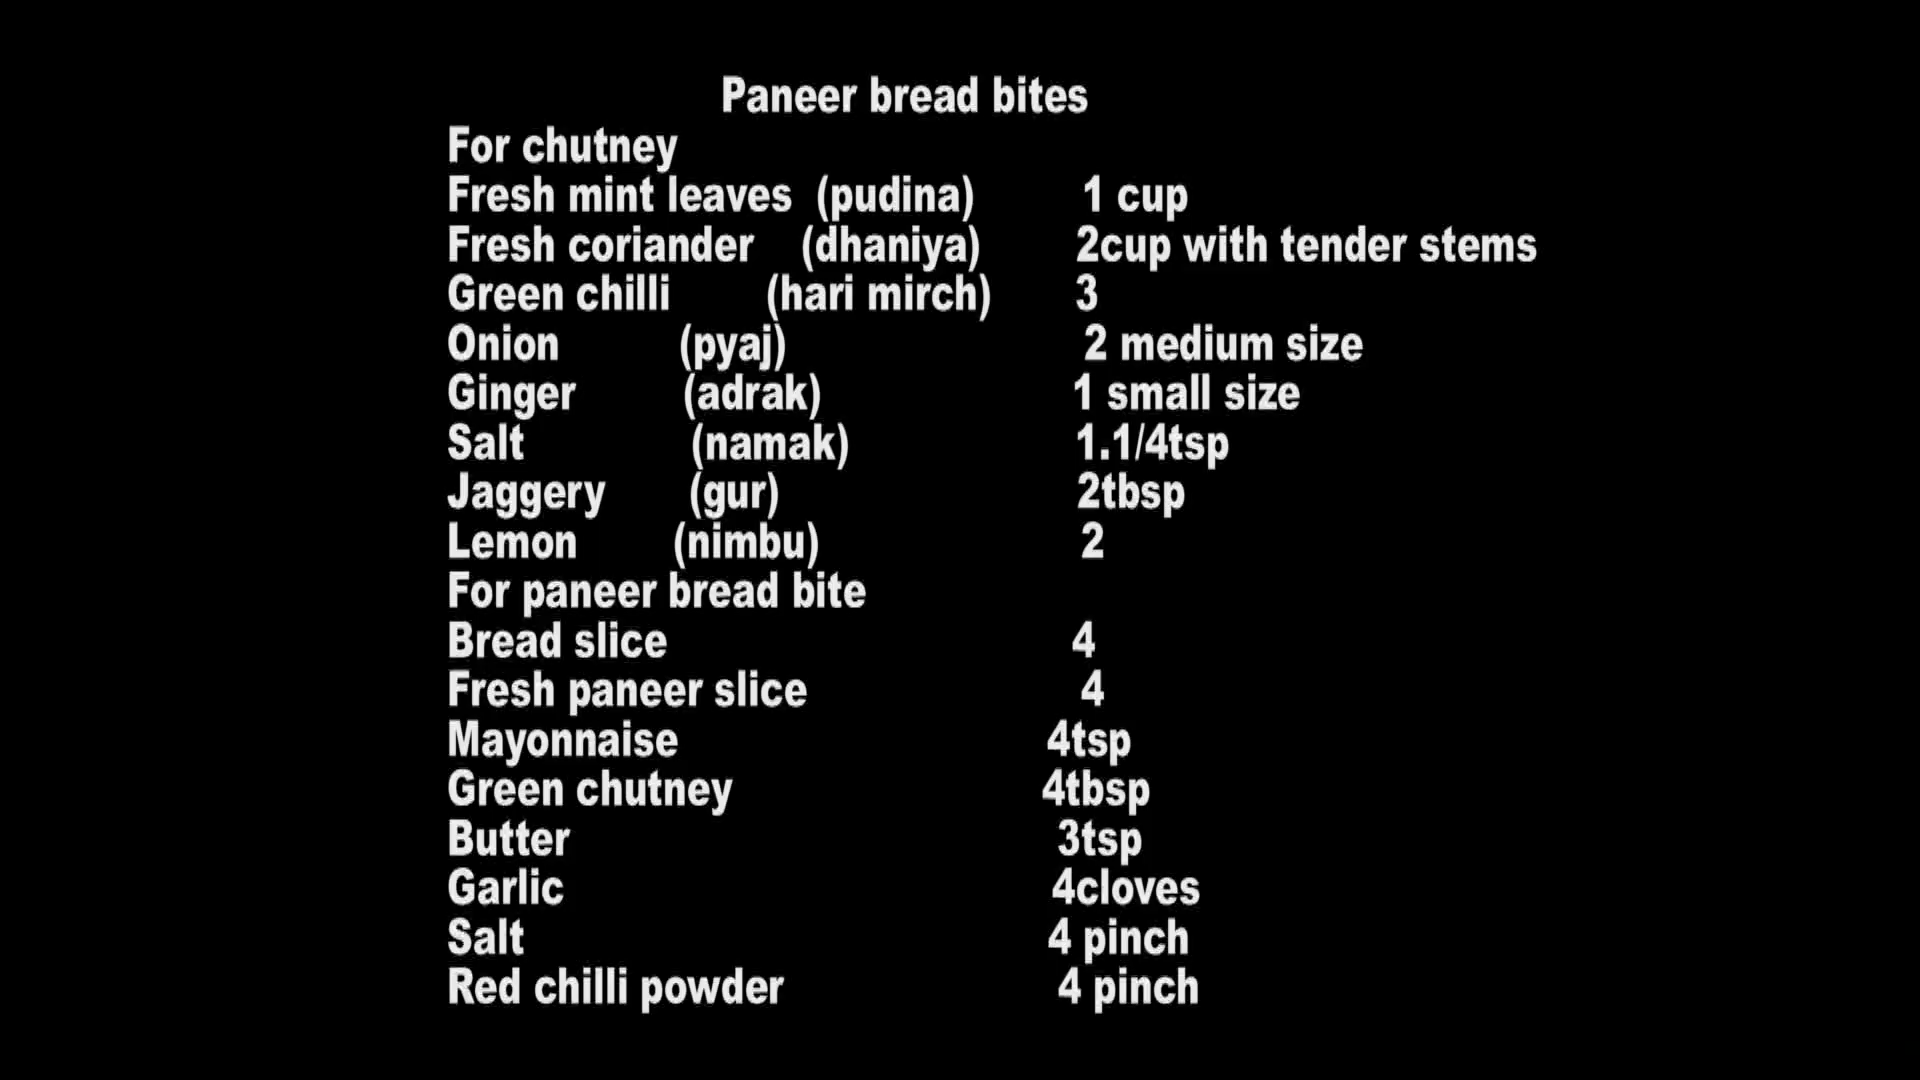 Paneer bread bites
For chutney
Fresh mint leaves (pudina) 1 cup
Fresh coriander (dhaniya) 2cup with tender stems
Green chilli (hari mirch) 3
Onion (pyaj) 2 medium size
Ginger (adrak) 1 small size
Salt (namak) 1.1/4tsp
Jaggery (gur) 2tbsp
Lemon (nimbu) 2
For paneer bread bite
Bread slice 4
Fresh paneer slice 4
Mayonnaise 4tsp
Green chutney 4tbsp
Butter 3tsp
Garlic 4cloves
Salt 4 pinch
Red chilli powder 4 pinch